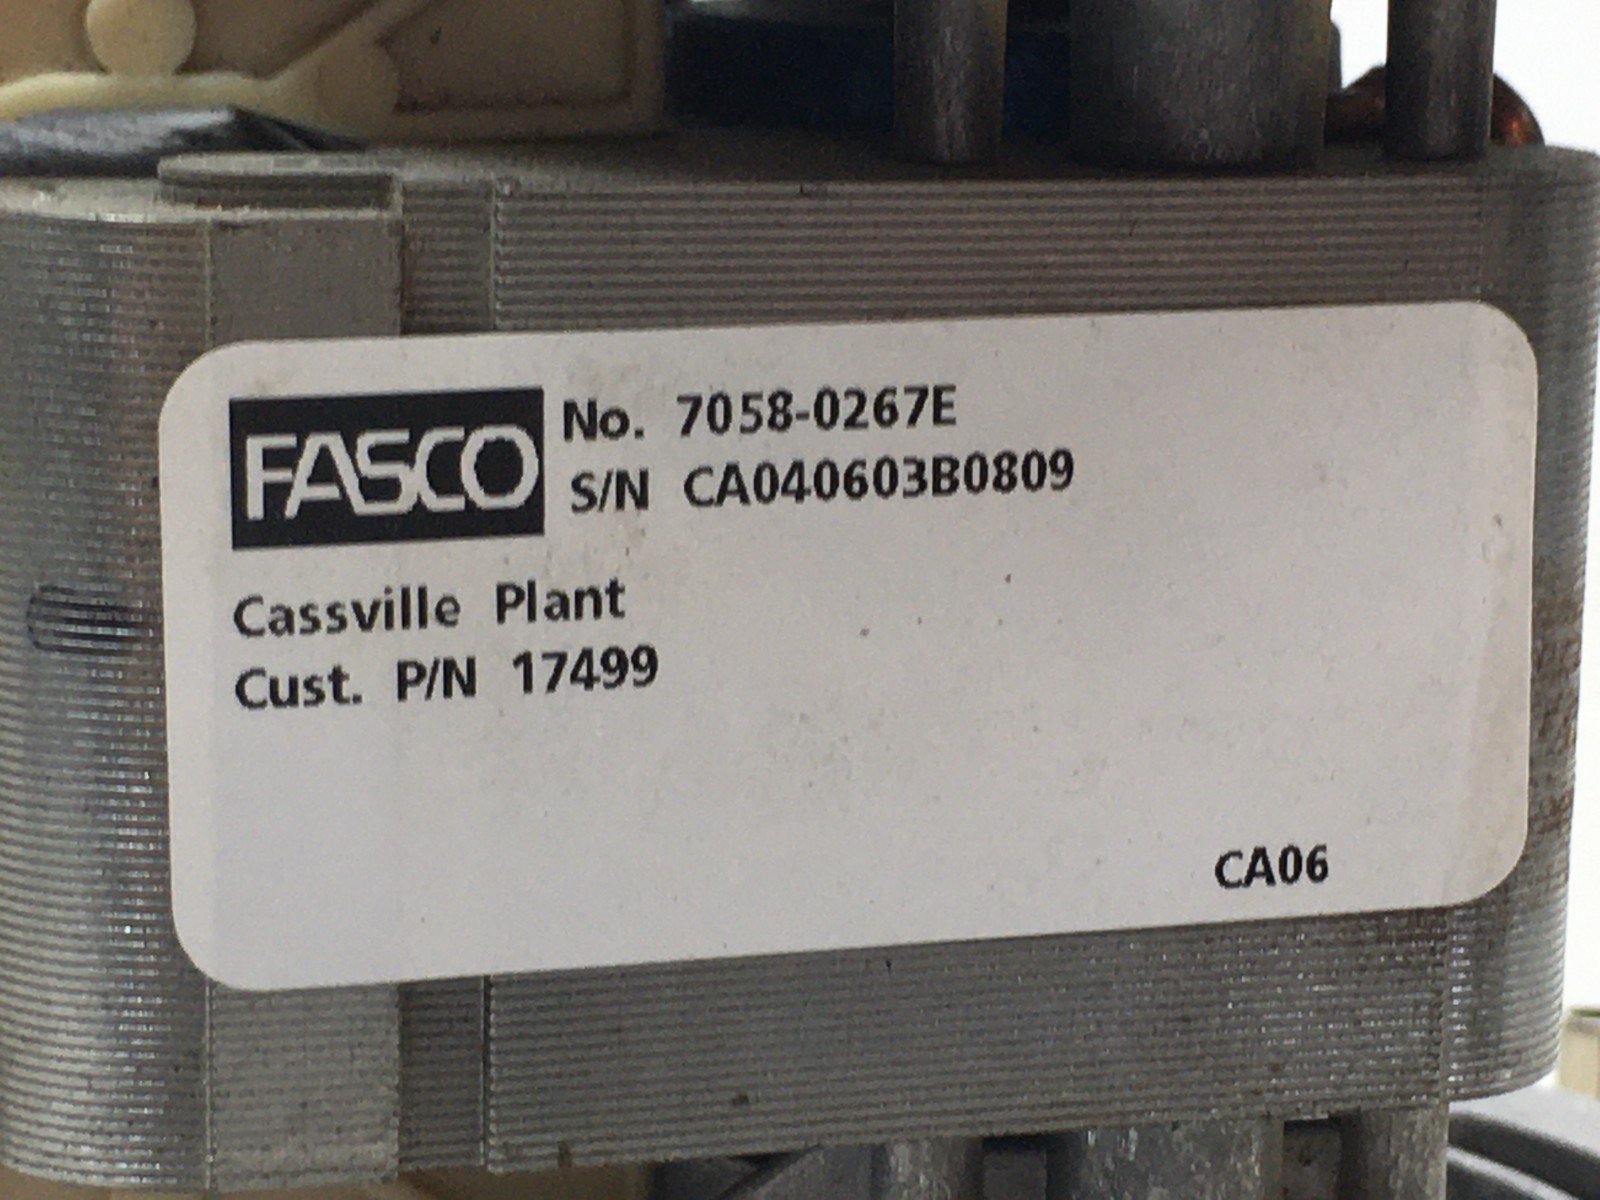 FASCO
No. 7058-0267E
S/N CA040603B0809
Cassville Plant
Cust. P/N 17499
CA06